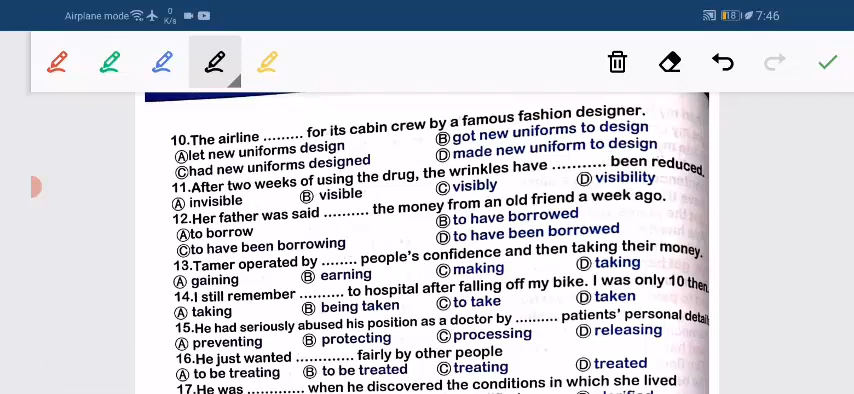 Airplane mode 0 K/s 18 7:46
10.The airline ......... for its cabin crew by a famous fashion designer.
Ⓐlet new uniforms design Ⓑgot new uniforms to design
Ⓒhad new uniforms designed Ⓓmade new uniform to design
11.After two weeks of using the drug, the wrinkles have ........... been reduced.
Ⓐ invisible Ⓑ visible Ⓒvisibly Ⓓvisibility
12.Her father was said .......... the money from an old friend a week ago.
Ⓐto borrow Ⓑto have borrowed
Ⓒto have been borrowing Ⓓto have been borrowed
13.Tamer operated by ........ people's confidence and then taking their money.
Ⓐ gaining Ⓑ earning Ⓒmaking Ⓓtaking
14.I still remember .......... to hospital after falling off my bike. I was only 10 then.
Ⓐ taking Ⓑ being taken Ⓒto take Ⓓtaken
15.He had seriously abused his position as a doctor by .......... patients' personal
Ⓐ preventing Ⓑ protecting Ⓒprocessing Ⓓreleasing
16.He just wanted ............. fairly by other people
Ⓐ to be treating Ⓑ to be treated Ⓒtreating Ⓓtreated
17.He was ............. when he discovered the conditions in which she lived